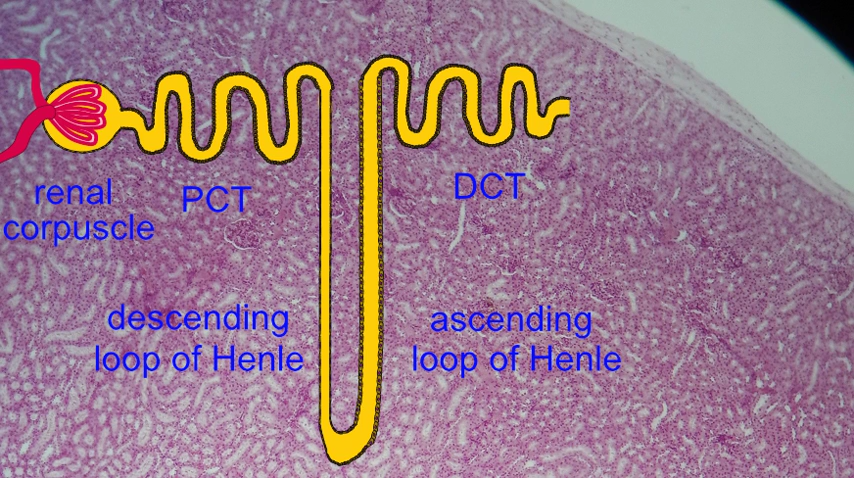 renal
corpuscle
PCT
DCT
descending
loop of Henle
ascending
loop of Henle